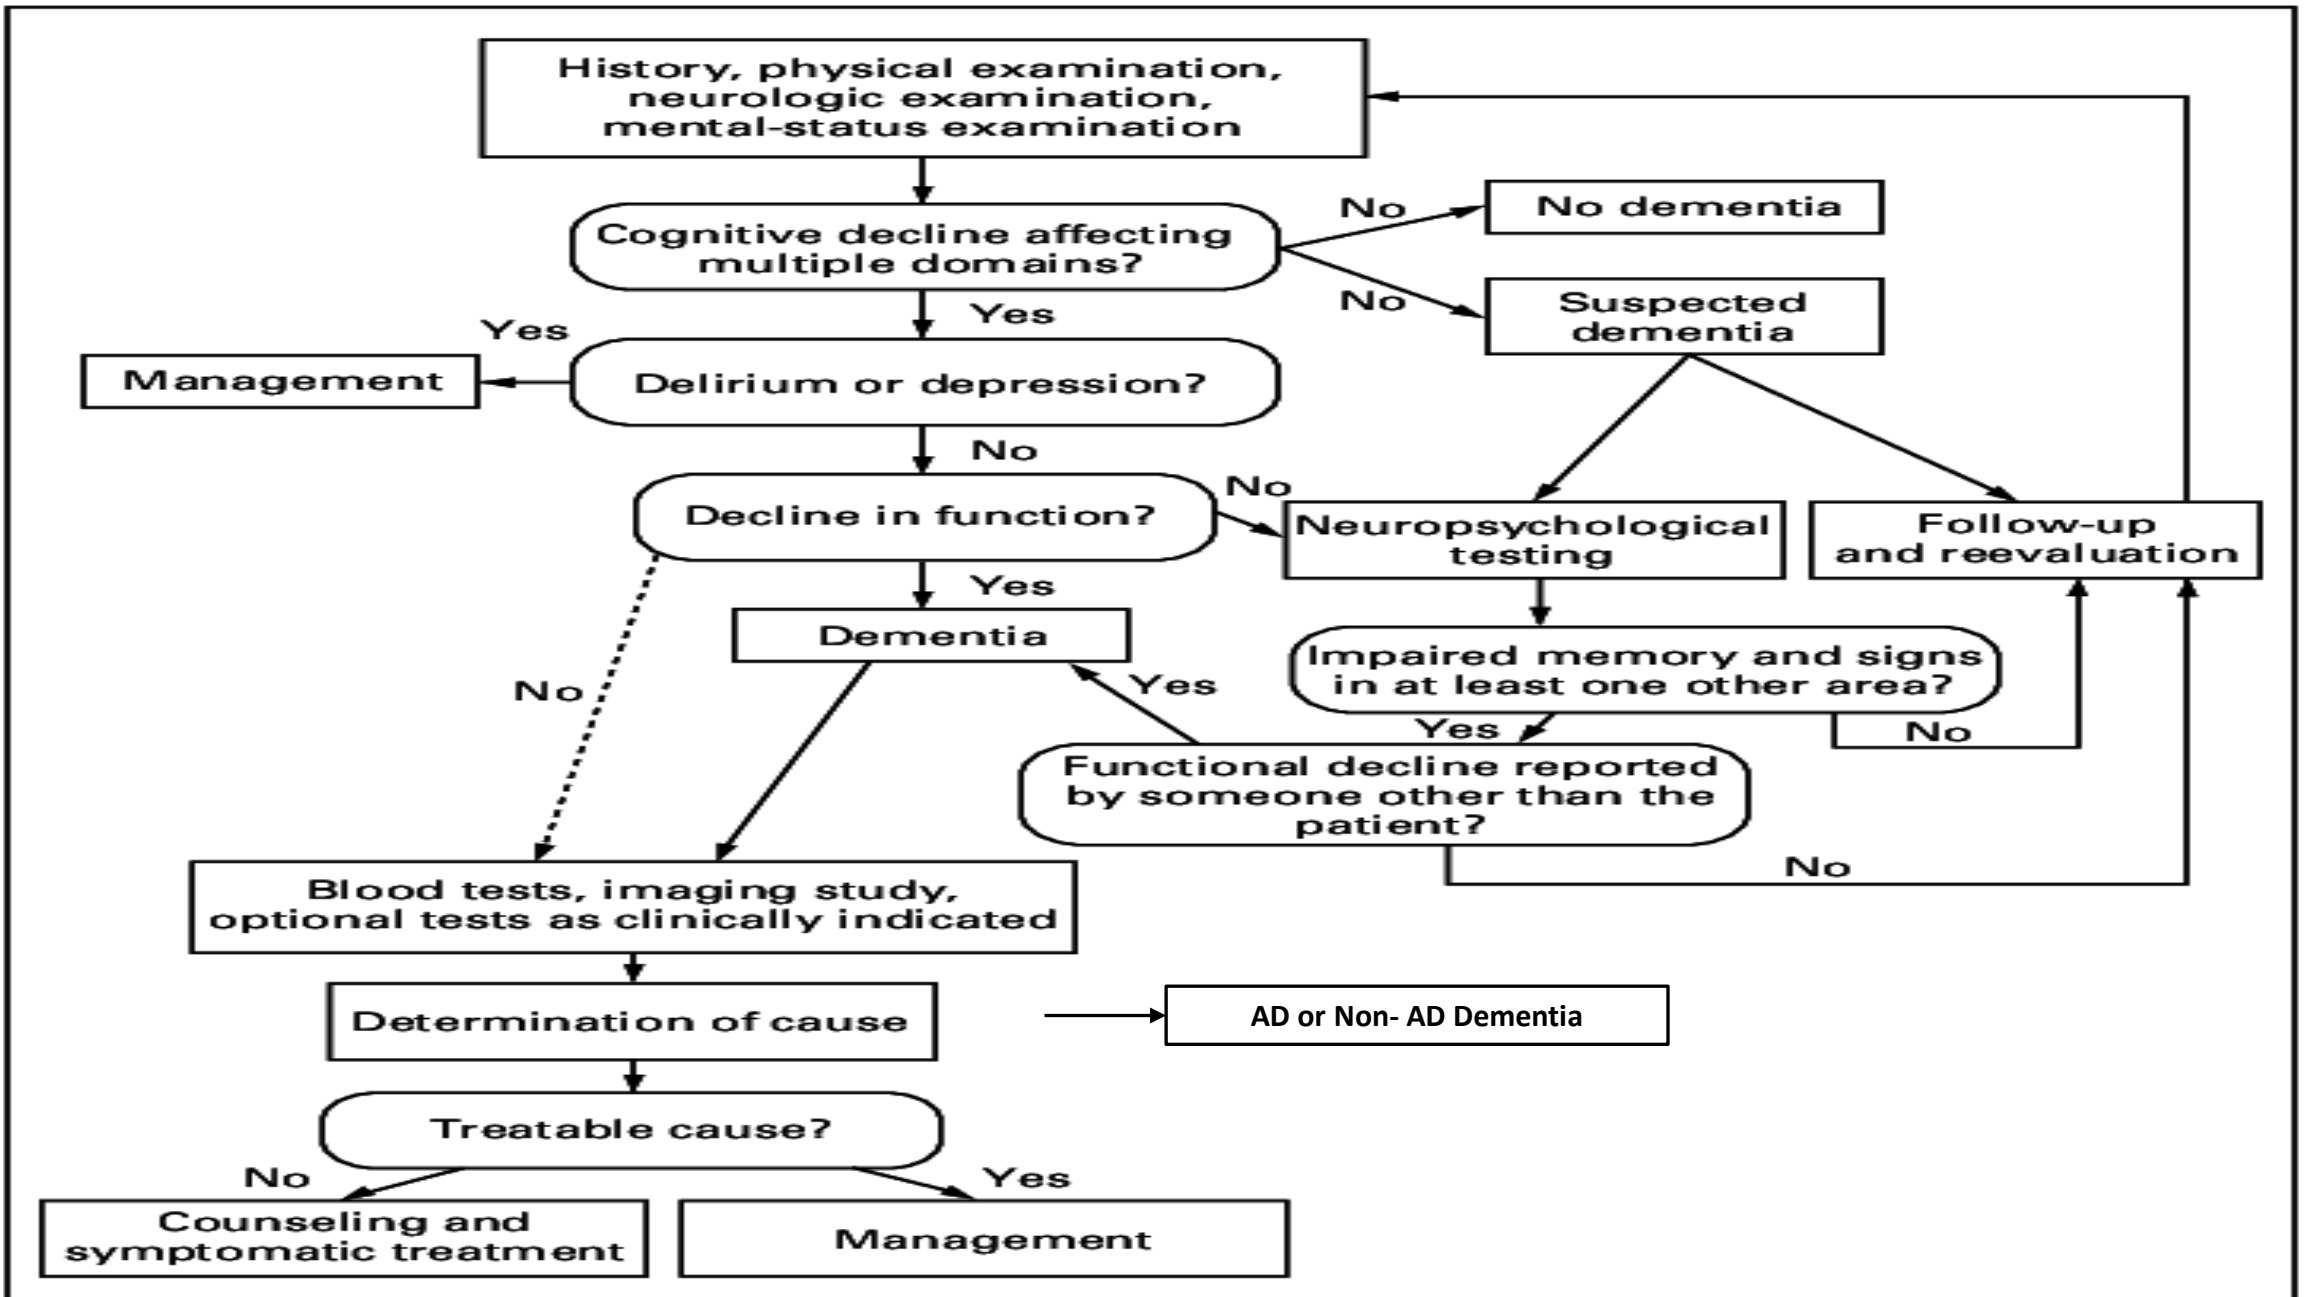 History, physical examination,
neurologic examination,
mental-status examination
No
No dementia
Cognitive decline affecting
multiple domains?
No
Suspected
dementia
Yes
Yes
Management
Delirium or depression?
No
No
Decline in function?
Neuropsychological
testing
Follow-up
and reevaluation
Yes
Dementia
Impaired memory and signs
in at least one other area?
No
Yes
Yes
No
Functional decline reported
by someone other than the
patient?
No
Blood tests, imaging study,
optional tests as clinically indicated
Determination of cause
AD or Non- AD Dementia
Treatable cause?
No
Yes
Counseling and
symptomatic treatment
Management